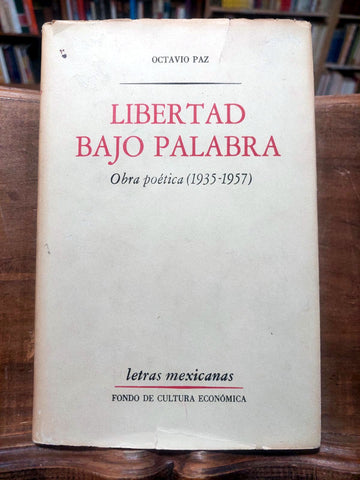 OCTAVIO PAZ
LIBERTAD
BAJO PALABRA
Obra poética (1935-1957)
letras mexicanas
FONDO DE CULTURA ECONÓMICA